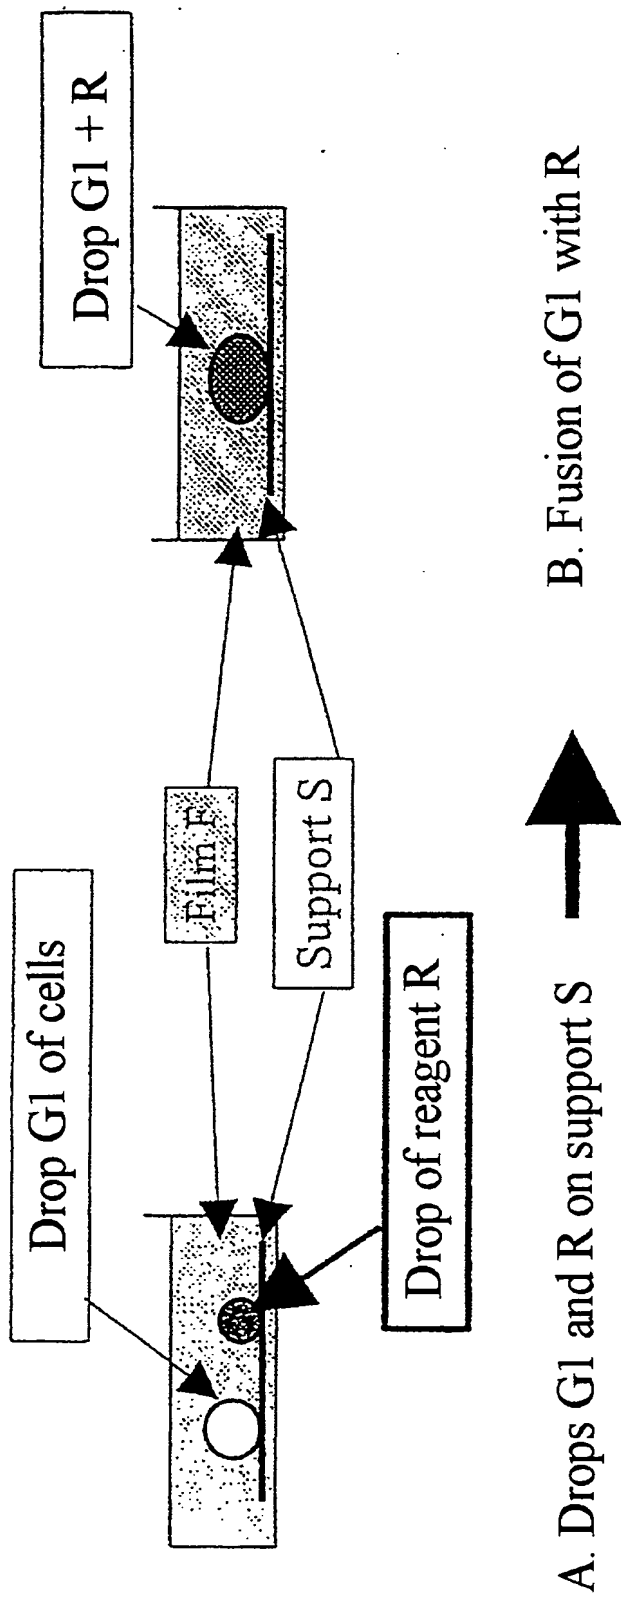 Drop G1 of cells
Drop G1 + R
Film F
Support S
Drop of reagent R
A. Drops G1 and R on support S
B. Fusion of G1 with R